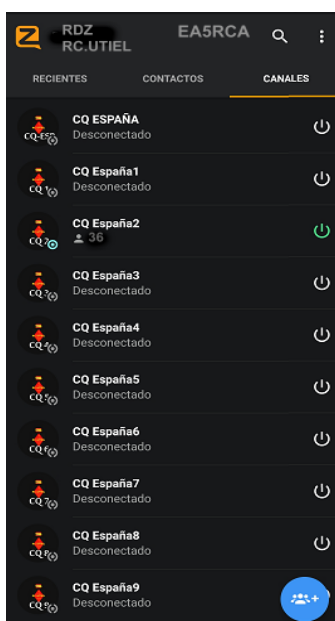 RDZ EA5RCA
RC.UTIEL
RECIENTES CONTACTOS CANALES
CQ ESPAÑA
Desconectado
CQ España1
Desconectado
CQ España2
36
CQ España3
Desconectado
CQ España4
Desconectado
CQ España5
Desconectado
CQ España6
Desconectado
CQ España7
Desconectado
CQ España8
Desconectado
CQ España9
Desconectado